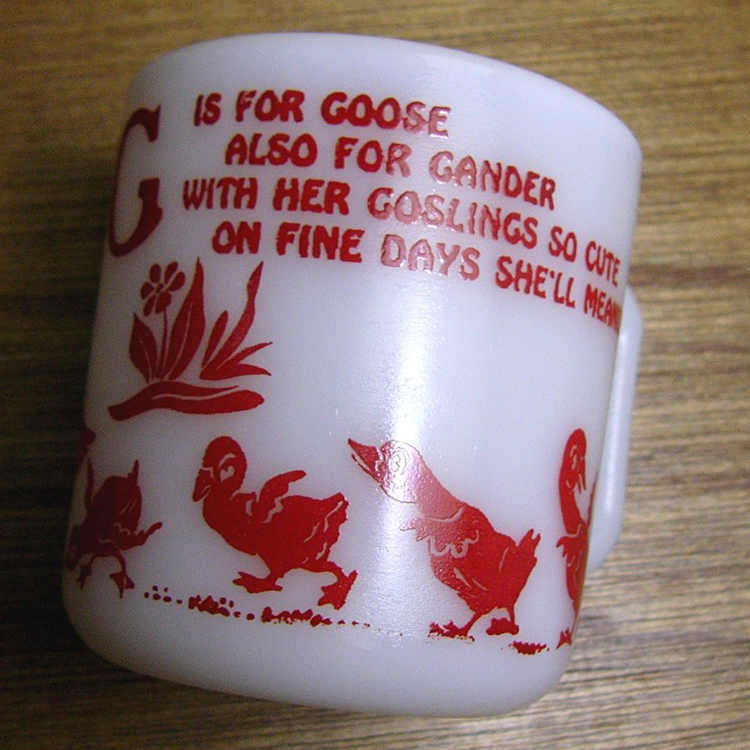 G IS FOR GOOSE
ALSO FOR GANDER
WITH HER GOSLINGS SO CUTE
ON FINE DAYS SHE'LL